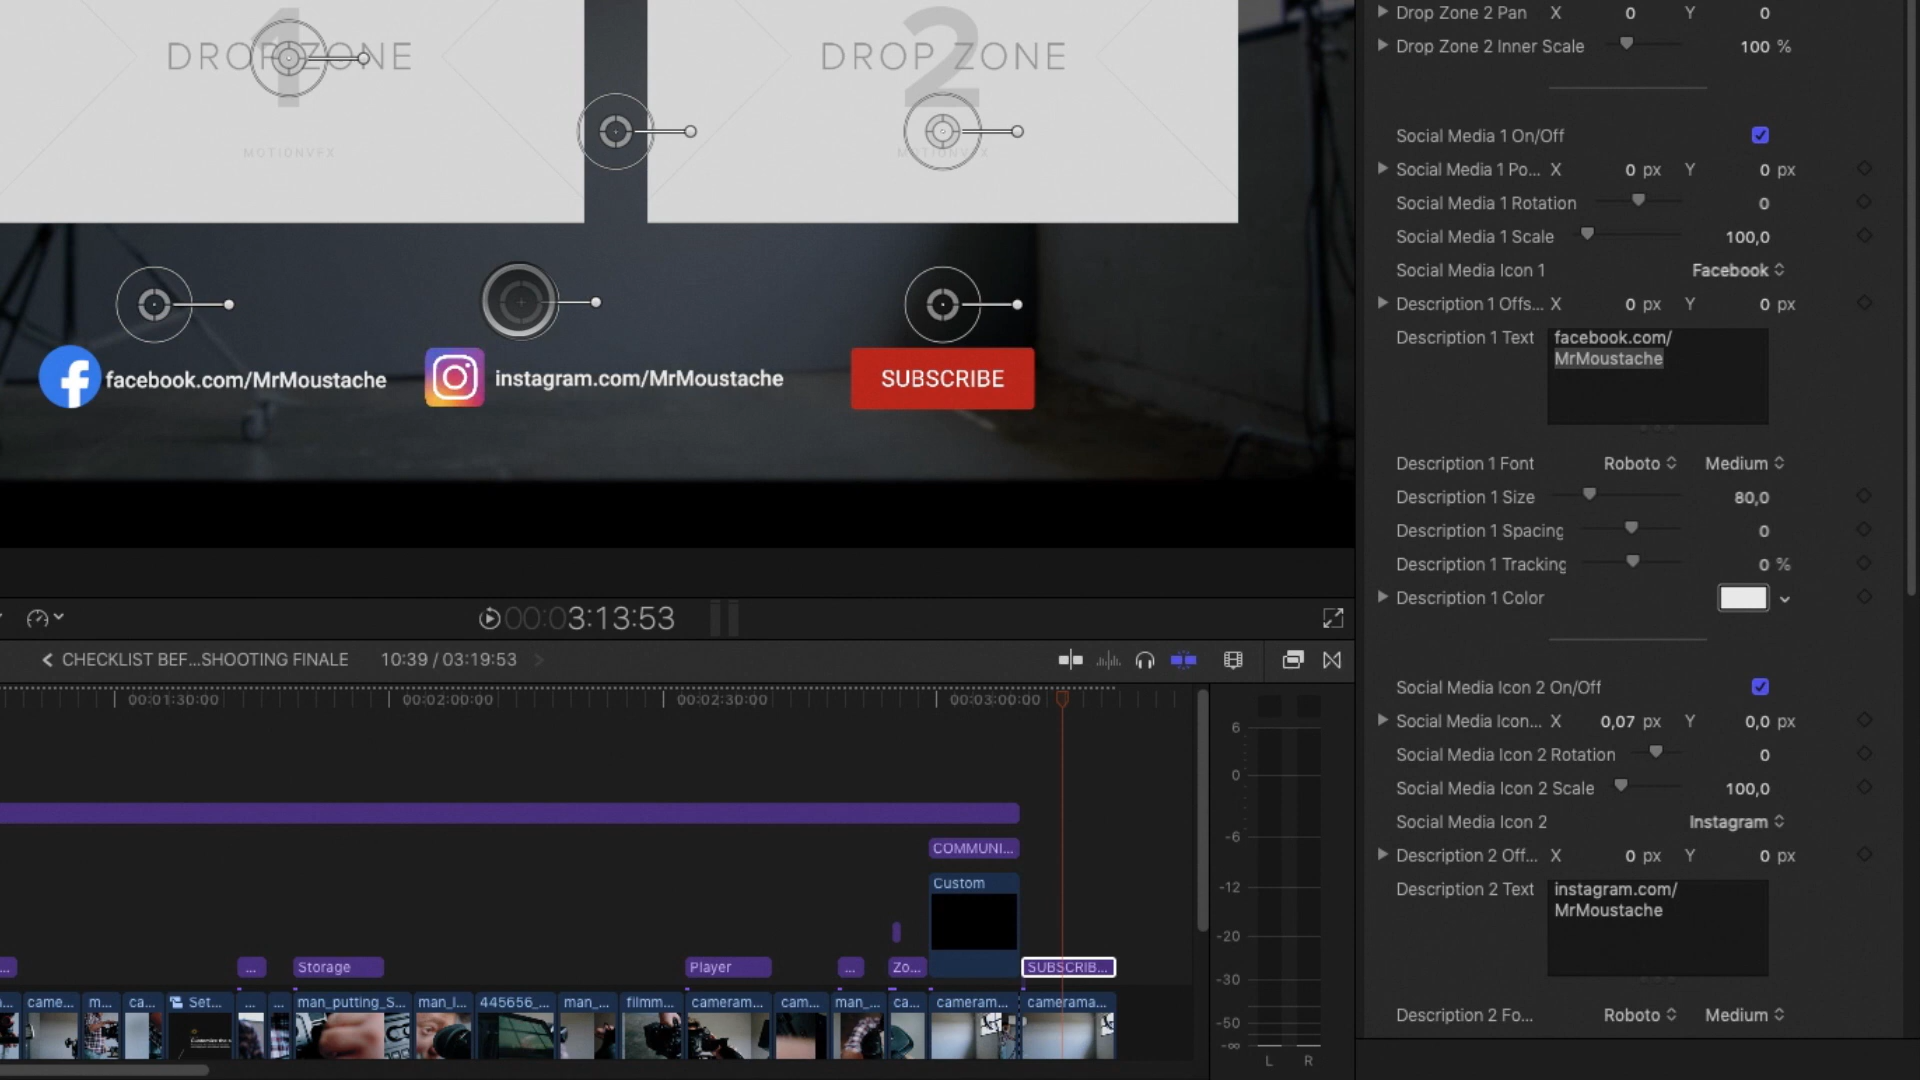 1
DROP ZONE
MOTIONVFX
2
DROP ZONE
MOTIONVFX
facebook.com/MrMoustache
instagram.com/MrMoustache
SUBSCRIBE
00:03:13:53
CHECKLIST BEF...SHOOTING FINALE
10:39 / 03:19:53
00:01:30:00
00:02:00:00
00:02:30:00
00:03:00:00
COMMUNI...
Custom
...
...
Storage
Player
...
Zo...
SUBSCRIB...
a...
came...
m...
ca...
Set...
...
...
man_putting_S...
man_l...
445656_...
man_...
filmm...
cameram...
cam...
man_...
ca...
cameram...
camerama...
6
0
-6
-12
-20
-30
-50
-∞
L R
Drop Zone 2 Pan X 0 Y 0
Drop Zone 2 Inner Scale 100 %
Social Media 1 On/Off
Social Media 1 Po... X 0 px Y 0 px
Social Media 1 Rotation 0
Social Media 1 Scale 100,0
Social Media Icon 1 Facebook
Description 1 Offs... X 0 px Y 0 px
Description 1 Text facebook.com/
MrMoustache
Description 1 Font Roboto Medium
Description 1 Size 80,0
Description 1 Spacing 0
Description 1 Tracking 0 %
Description 1 Color
Social Media Icon 2 On/Off
Social Media Icon... X 0,07 px Y 0,0 px
Social Media Icon 2 Rotation 0
Social Media Icon 2 Scale 100,0
Social Media Icon 2 Instagram
Description 2 Off... X 0 px Y 0 px
Description 2 Text instagram.com/
MrMoustache
Description 2 Fo... Roboto Medium